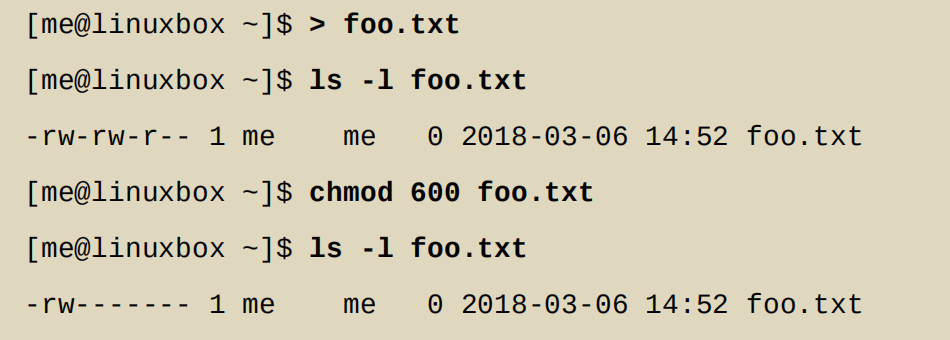 [me@linuxbox ~]$ > foo.txt
[me@linuxbox ~]$ ls -l foo.txt
-rw-rw-r-- 1 me    me   0 2018-03-06 14:52 foo.txt
[me@linuxbox ~]$ chmod 600 foo.txt
[me@linuxbox ~]$ ls -l foo.txt
-rw------- 1 me    me   0 2018-03-06 14:52 foo.txt